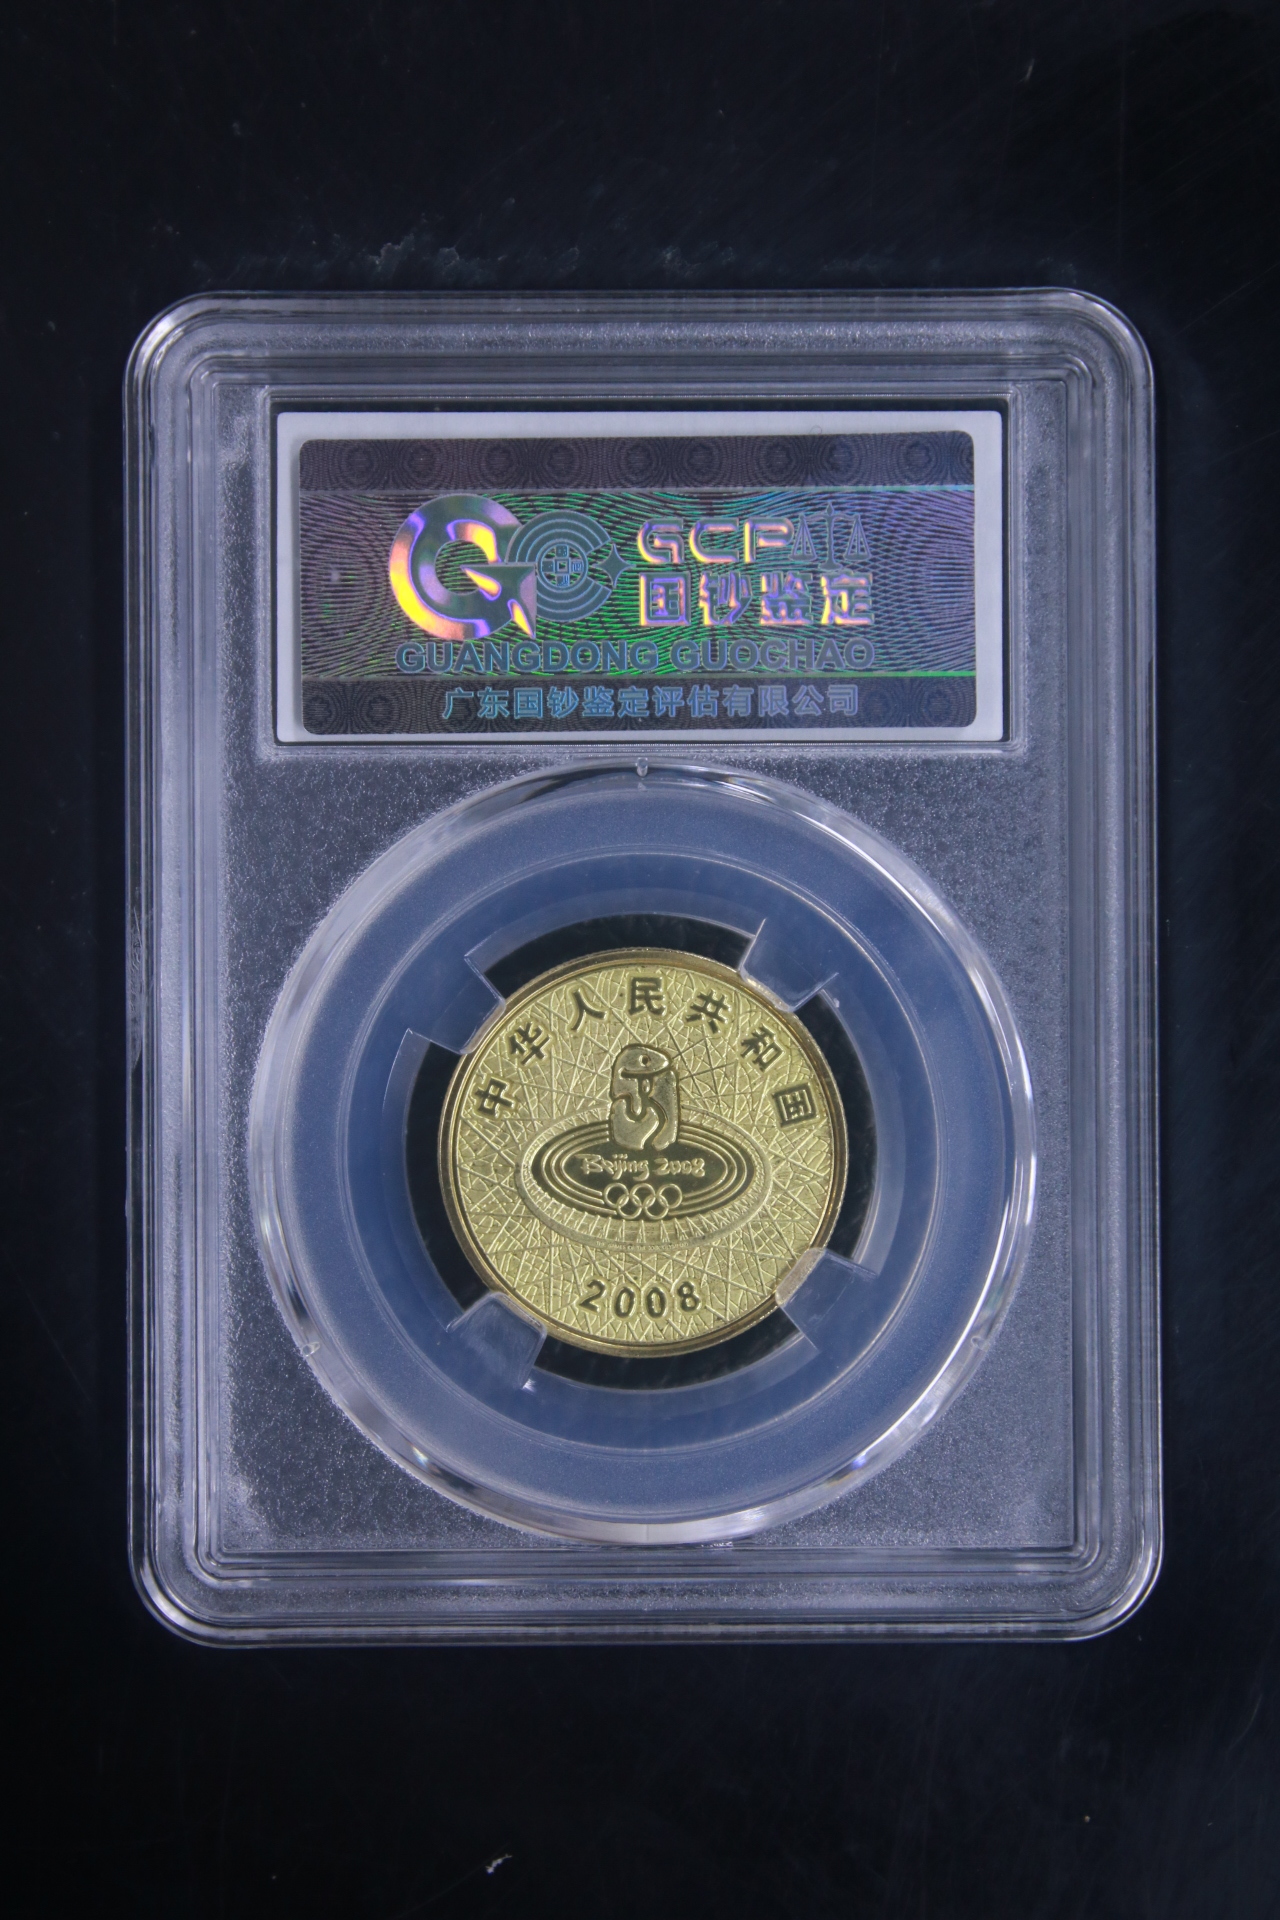 GCP
国钞鉴定
GUANGDONG GUOCHAO
广东国钞鉴定评估有限公司
中华人民共和国
Beijing 2008
2008